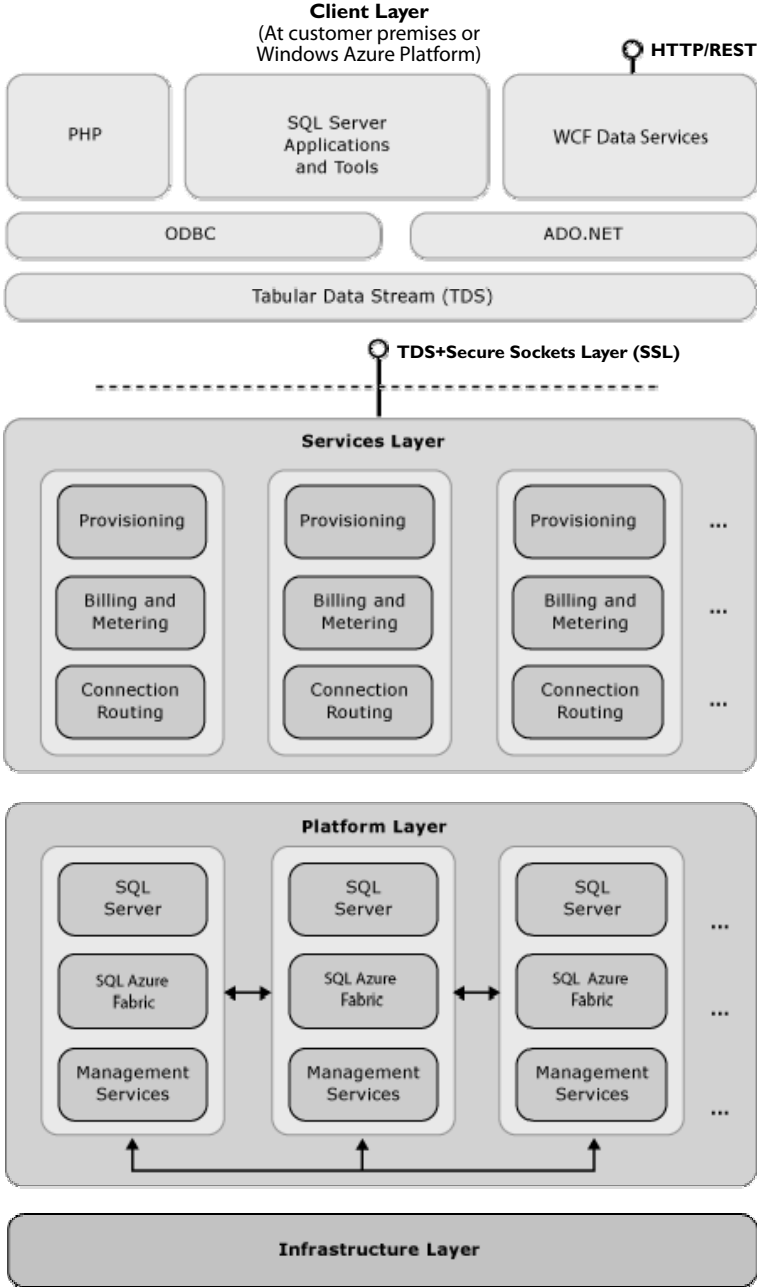 Client Layer
(At customer premises or
Windows Azure Platform)
HTTP/REST
PHP
SQL Server
Applications
and Tools
WCF Data Services
ODBC
ADO.NET
Tabular Data Stream (TDS)
TDS+Secure Sockets Layer (SSL)
Services Layer
Provisioning
Provisioning
Provisioning
...
Billing and
Metering
Billing and
Metering
Billing and
Metering
...
Connection
Routing
Connection
Routing
Connection
Routing
...
Platform Layer
SQL
Server
SQL
Server
SQL
Server
...
SQL Azure
Fabric
SQL Azure
Fabric
SQL Azure
Fabric
...
Management
Services
Management
Services
Management
Services
...
Infrastructure Layer